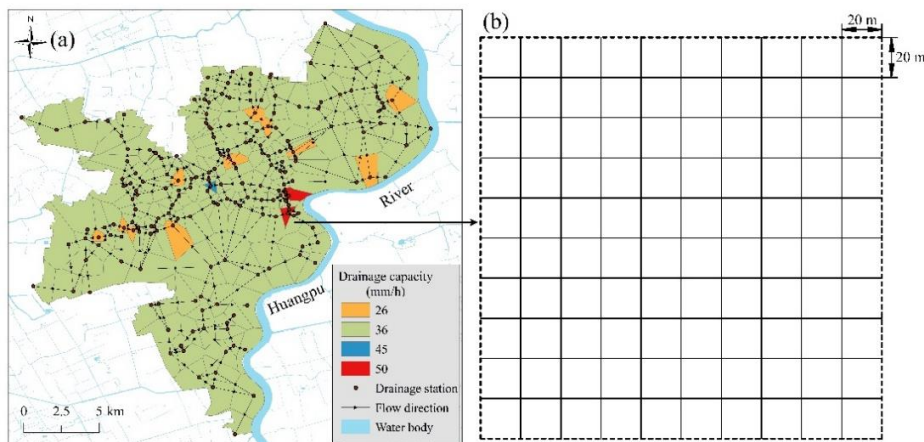 N
(a)
River
Huangpu
Drainage capacity
(mm/h)
26
36
45
50
Drainage station
Flow direction
Water body
0 2.5 5 km
(b)
20 m
20 m